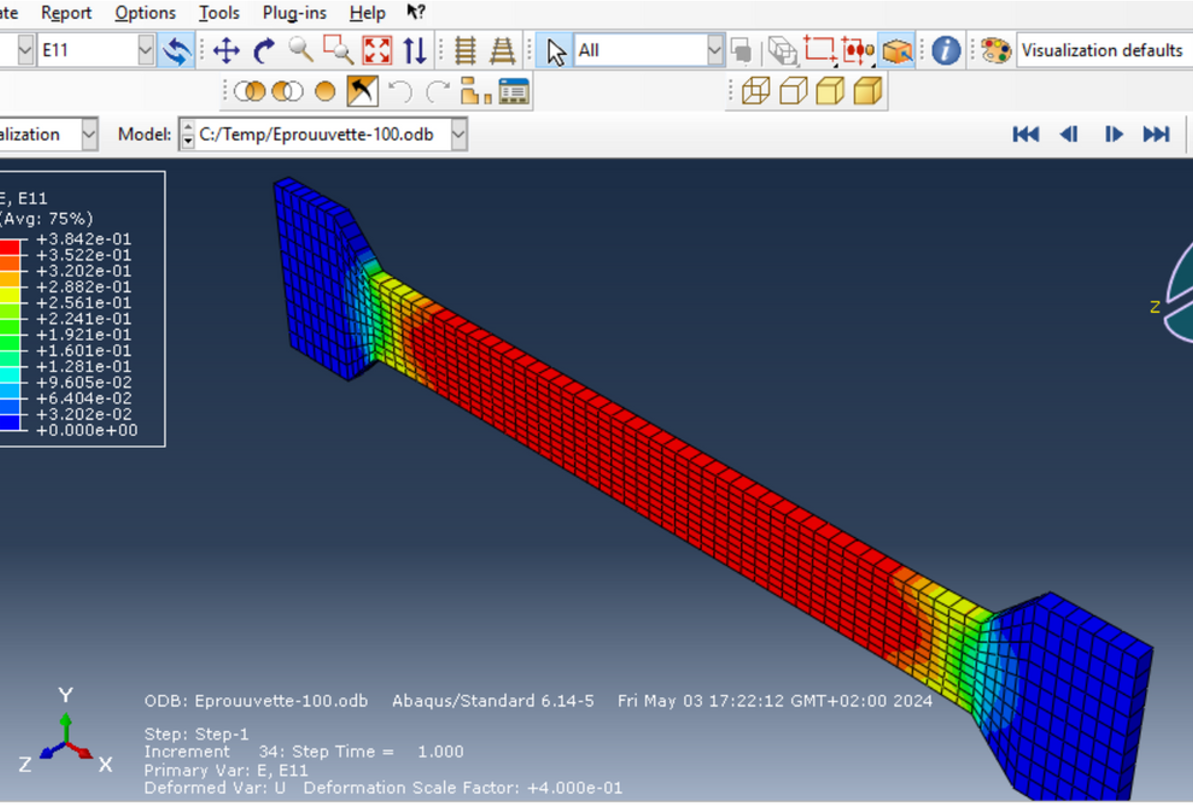 ate Report Options Tools Plug-ins Help
E11 All Visualization defaults
alization Model: C:/Temp/Eprouuvette-100.odb
E, E11
(Avg: 75%)
+3.842e-01
+3.522e-01
+3.202e-01
+2.882e-01
+2.561e-01
+2.241e-01
+1.921e-01
+1.601e-01
+1.281e-01
+9.605e-02
+6.404e-02
+3.202e-02
+0.000e+00
Z
Y
Z X
ODB: Eprouuvette-100.odb Abaqus/Standard 6.14-5 Fri May 03 17:22:12 GMT+02:00 2024
Step: Step-1
Increment 34: Step Time = 1.000
Primary Var: E, E11
Deformed Var: U Deformation Scale Factor: +4.000e-01